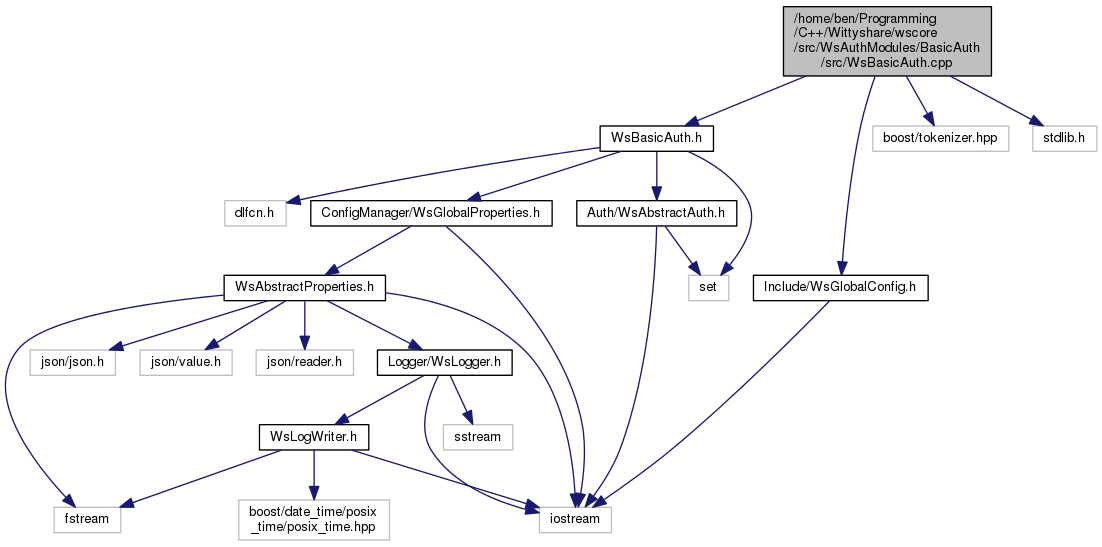 /home/ben/Programming
/C++/Wittyshare/wscore
/src/WsAuthModules/BasicAuth
/src/WsBasicAuth.cpp
WsBasicAuth.h
boost/tokenizer.hpp
stdlib.h
dlfcn.h
ConfigManager/WsGlobalProperties.h
Auth/WsAbstractAuth.h
WsAbstractProperties.h
set
Include/WsGlobalConfig.h
json/json.h
json/value.h
json/reader.h
Logger/WsLogger.h
WsLogWriter.h
sstream
fstream
boost/date_time/posix
_time/posix_time.hpp
iostream